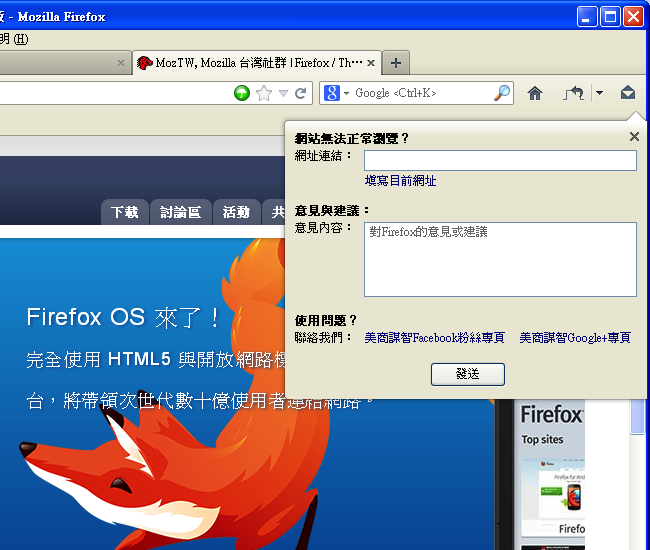 - Mozilla Firefox
明 (H)
MozTW, Mozilla 台灣社群 | Firefox / Th…
Google <Ctrl+K>
網站無法正常瀏覽？
網址連結：
填寫目前網址
下載 討論區 活動 共
意見與建議：
意見內容： 對Firefox的意見或建議
Firefox OS 來了！
使用問題？
聯絡我們： 美商謀智Facebook粉絲專頁 美商謀智Google+專頁
完全使用 HTML5 與開放網路標
發送
台，將帶領次世代數十億使用者連結網路。
Firefox
Top sites
Firefox for And
Firefo